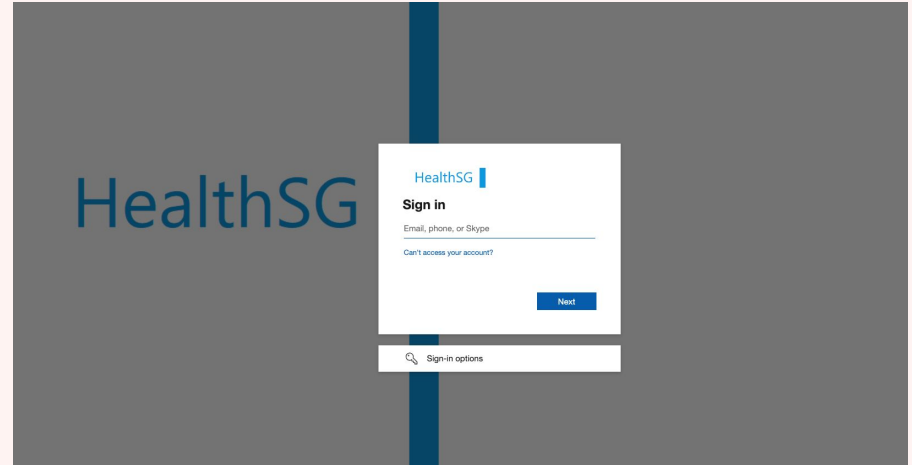 HealthSG
HealthSG
Sign in
Email, phone, or Skype
Can't access your account?
Next
Sign-in options